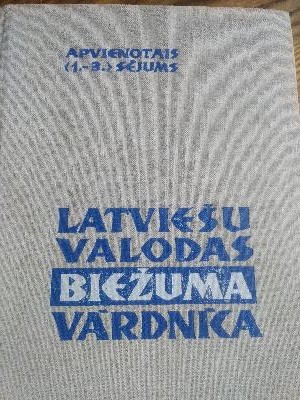 APVIENOTAIS
(1.-3.) SĒJUMS
LATVIEŠU
VALODAS
BIEŽUMA
VĀRDNĪCA